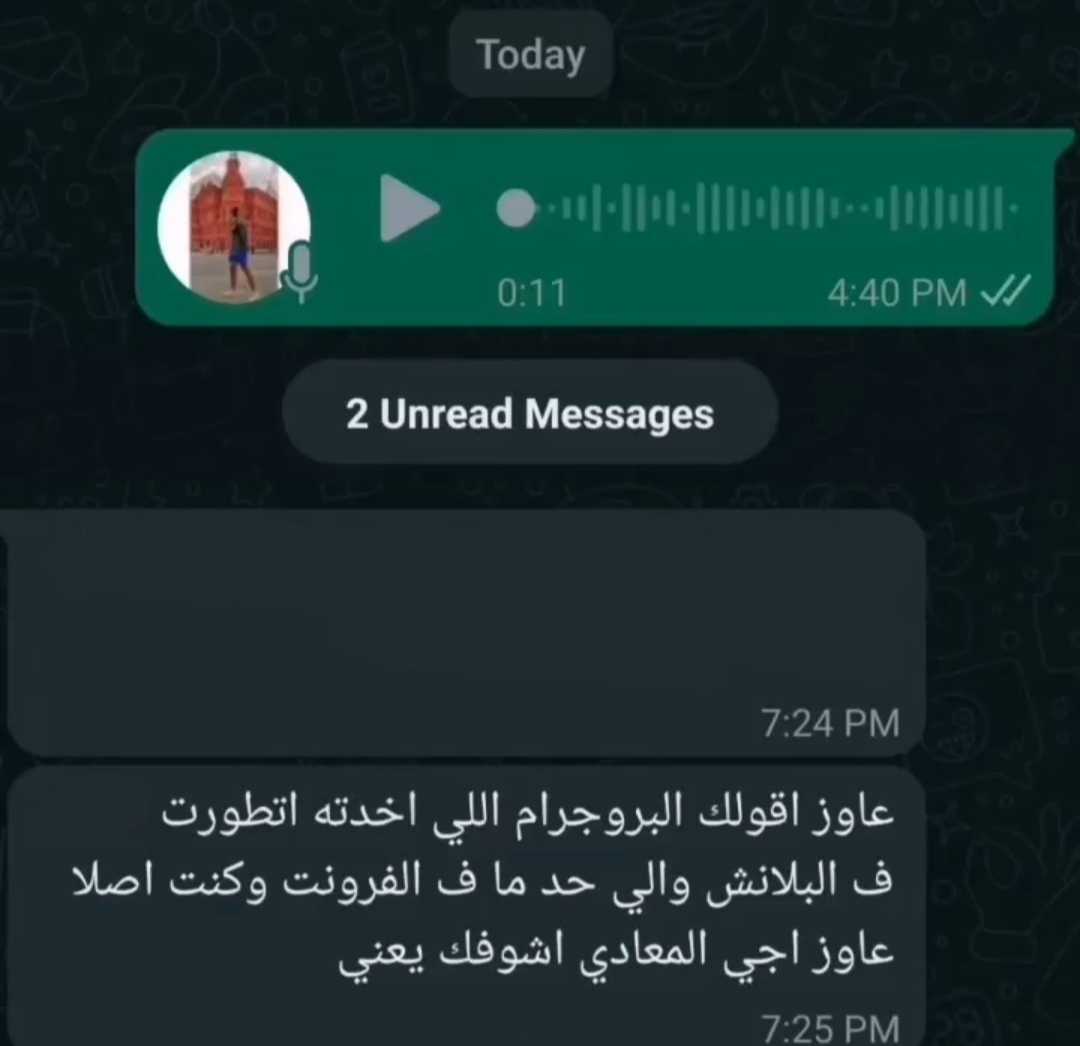 Today
0:11
4:40 PM
2 Unread Messages
7:24 PM
عاوز اقولك البروجرام اللي اخدته اتطورت
ف البلانش والي حد ما ف الفرونت وكنت اصلا
عاوز اجي المعادي اشوفك يعني
7:25 PM